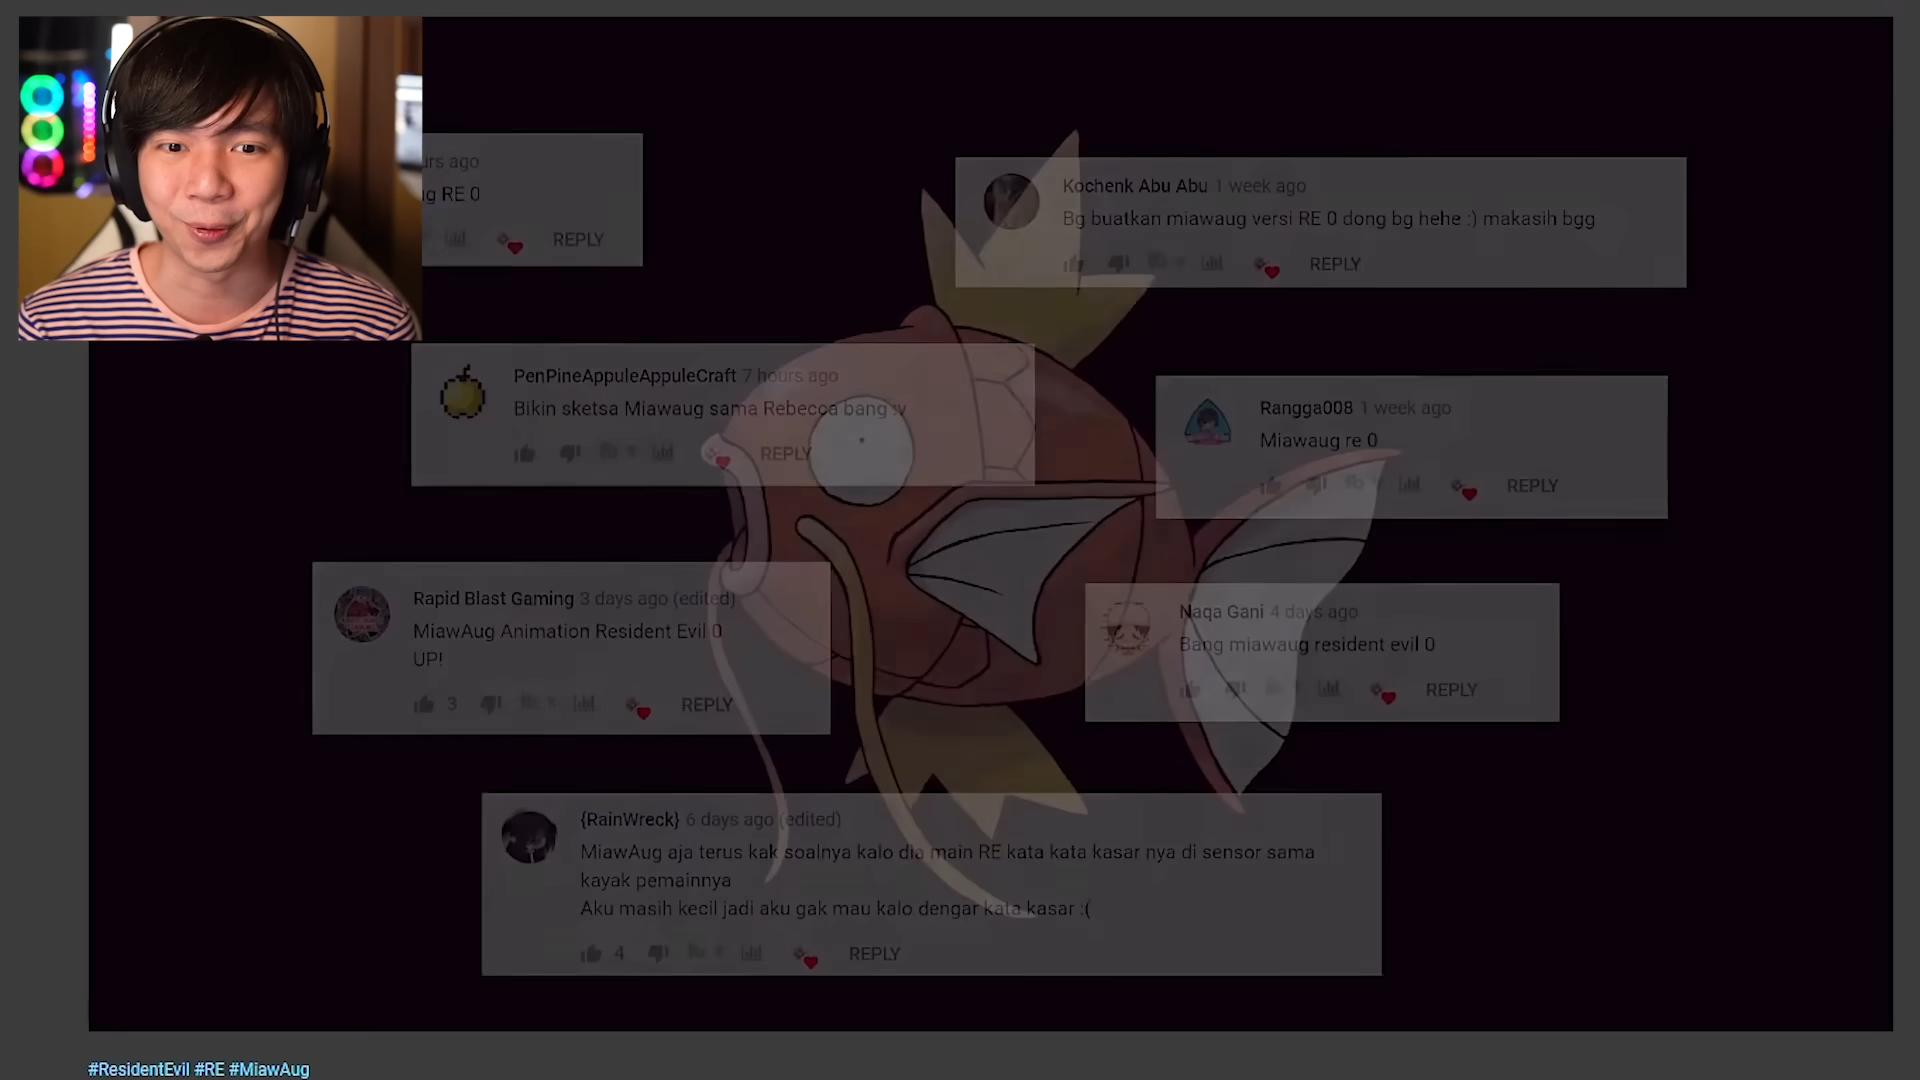 urs ago
ug RE 0
REPLY
Kochenk Abu Abu 1 week ago
Bg buatkan miawaug versi RE 0 dong bg hehe :) makasih bgg
REPLY
PenPineAppuleAppuleCraft 7 hours ago
Bikin sketsa Miawaug sama Rebecca bang :v
REPLY
Rangga008 1 week ago
Miawaug re 0
REPLY
Rapid Blast Gaming 3 days ago (edited)
MiawAug Animation Resident Evil 0
UP!
3 REPLY
Naqa Gani 4 days ago
Bang miawaug resident evil 0
REPLY
{RainWreck} 6 days ago (edited)
MiawAug aja terus kak soalnya kalo dia main RE kata kata kasar nya di sensor sama
kayak pemainnya
Aku masih kecil jadi aku gak mau kalo dengar kata kasar :(
4 REPLY
#ResidentEvil #RE #MiawAug